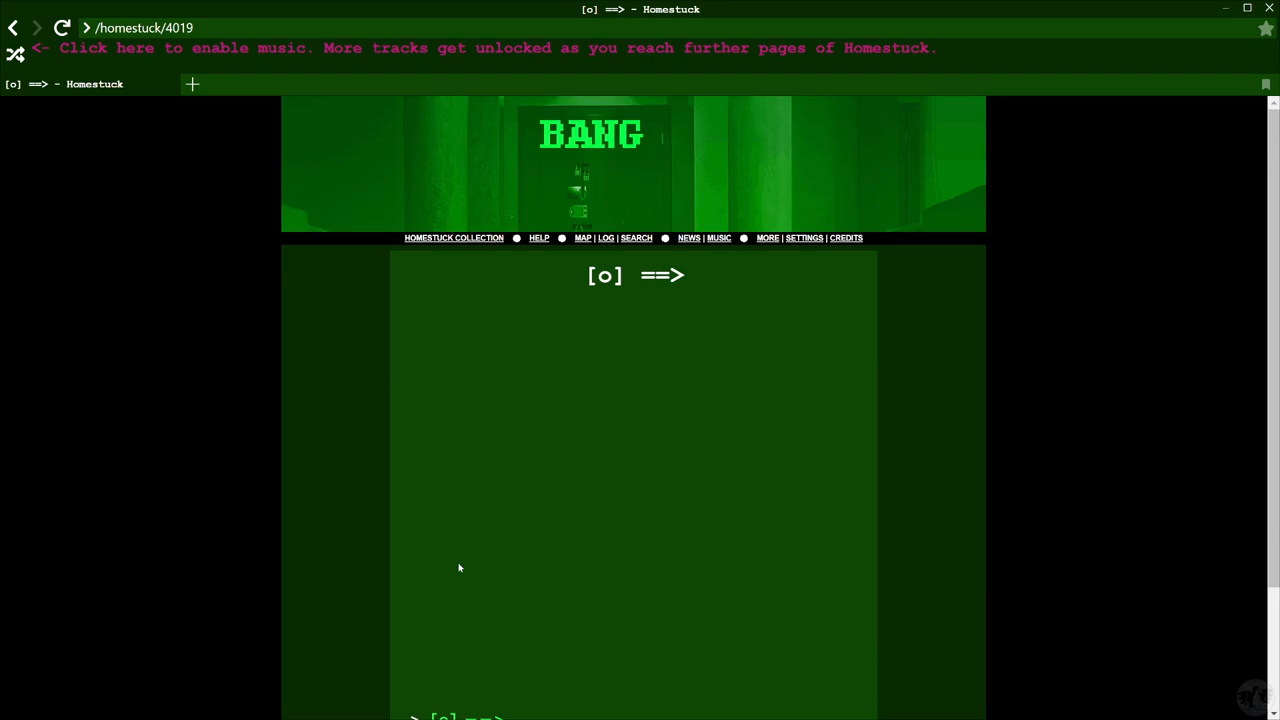 [o] ==> - Homestuck
/homestuck/4019
<- Click here to enable music. More tracks get unlocked as you reach further pages of Homestuck.
[o] ==> - Homestuck
BANG
HOMESTUCK COLLECTION HELP MAP | LOG | SEARCH NEWS | MUSIC MORE | SETTINGS | CREDITS
[o] ==>
> [o] ==>